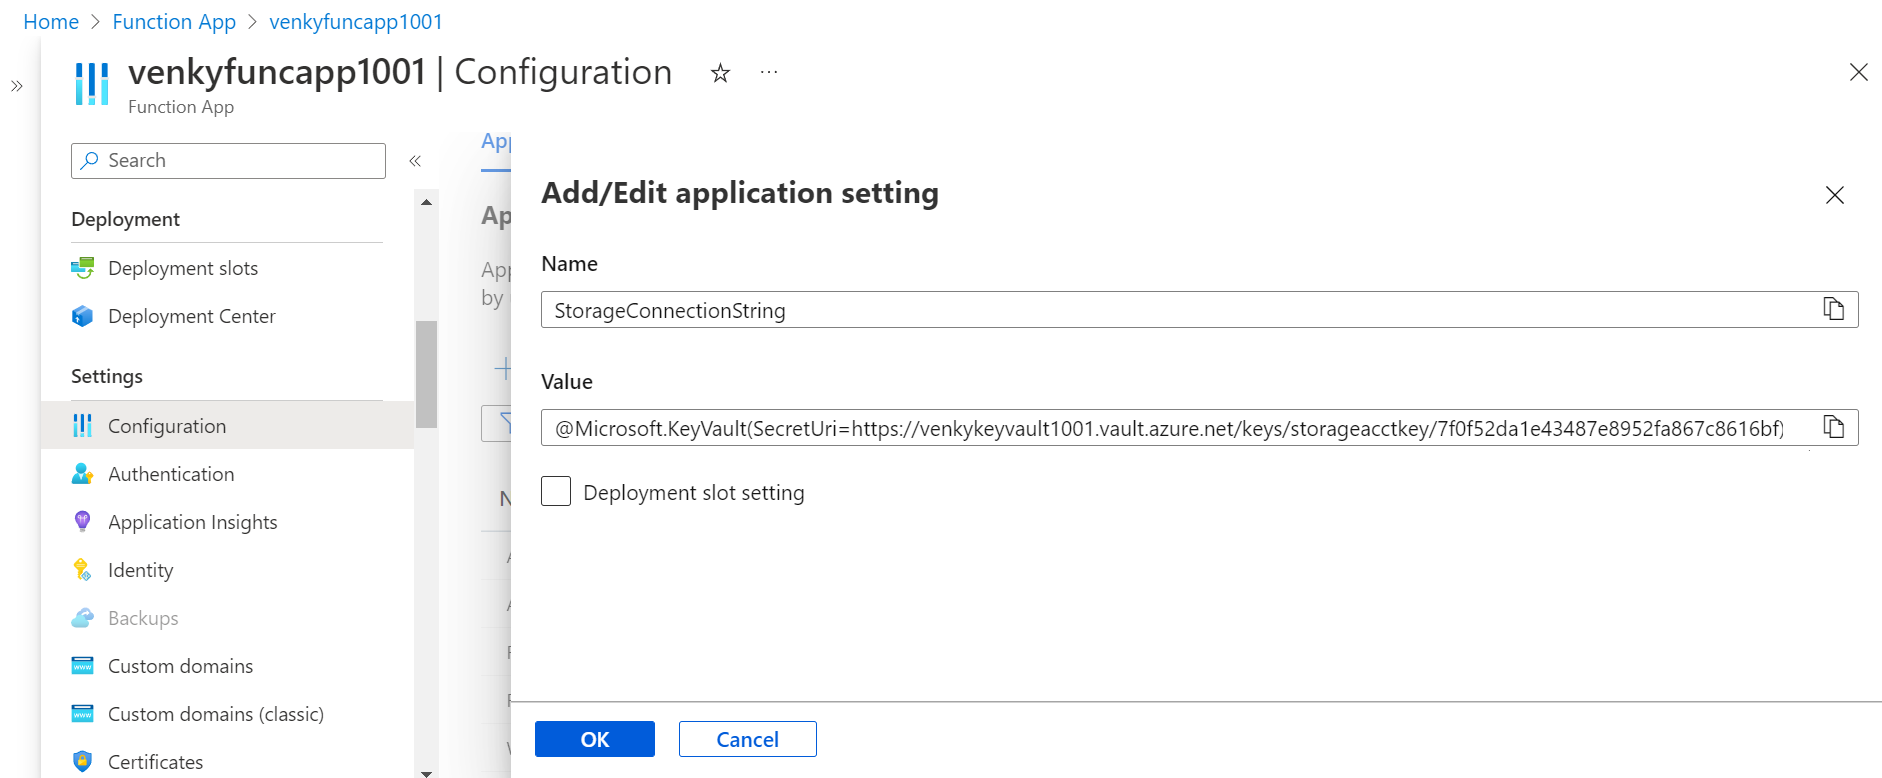 Home > Function App > venkyfuncapp1001
venkyfuncapp1001 | Configuration
Function App
Search
Deployment
Deployment slots
Deployment Center
Settings
Configuration
Authentication
Application Insights
Identity
Backups
Custom domains
Custom domains (classic)
Certificates
App
Ap
App
by
Add/Edit application setting
Name
StorageConnectionString
Value
@Microsoft.KeyVault(SecretUri=https://venkykeyvault1001.vault.azure.net/keys/storageacctkey/7f0f52da1e43487e8952fa867c8616bf)
Deployment slot setting
OK
Cancel